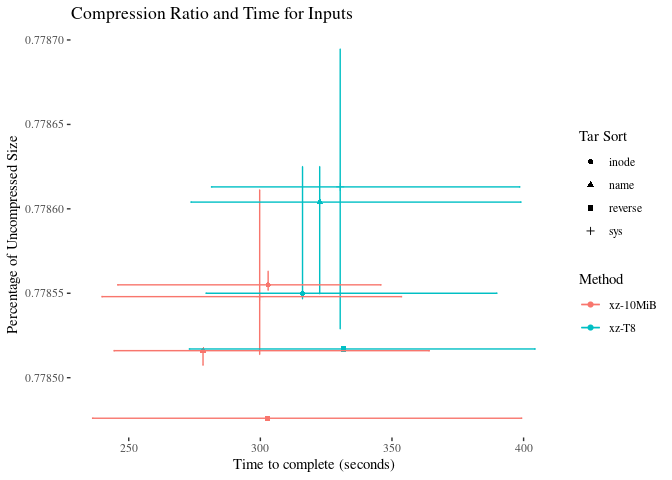 Compression Ratio and Time for Inputs
Percentage of Uncompressed Size
0.77870
0.77865
0.77860
0.77855
0.77850
250
300
350
400
Time to complete (seconds)
Tar Sort
inode
name
reverse
sys
Method
xz-10MiB
xz-T8